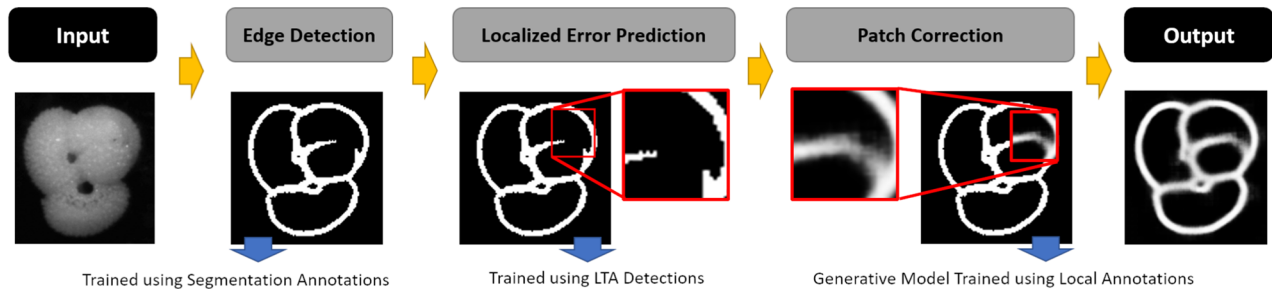 Input
Edge Detection
Localized Error Prediction
Patch Correction
Output
Trained using Segmentation Annotations
Trained using LTA Detections
Generative Model Trained using Local Annotations